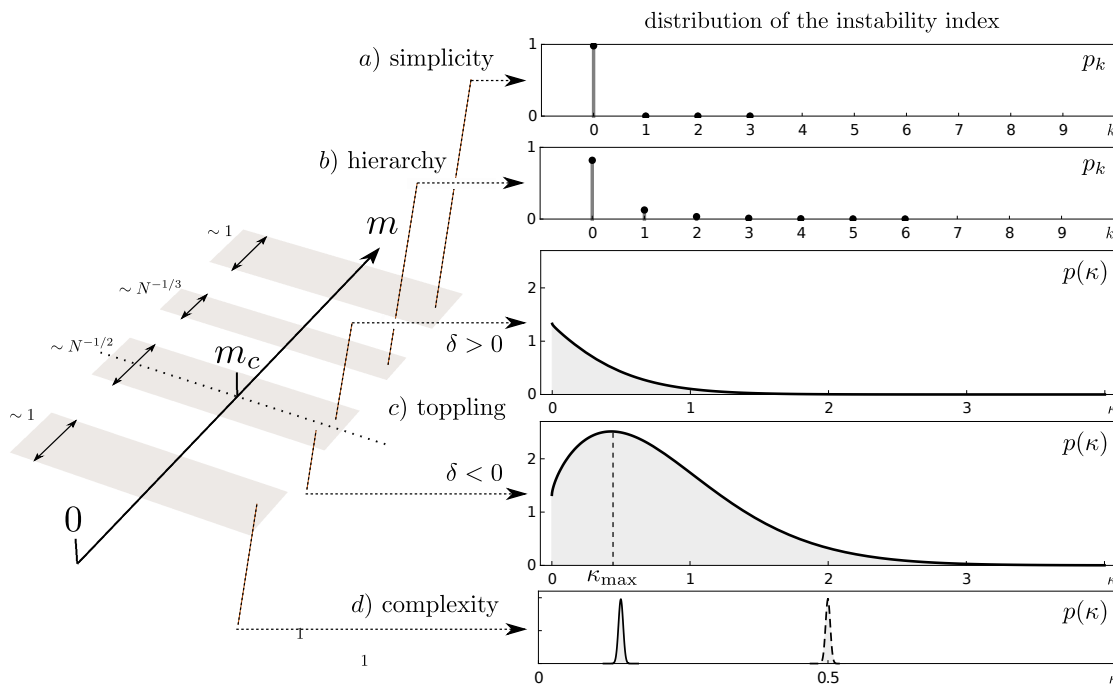 distribution of the instability index
a) simplicity
1
0
p_k
0 1 2 3 4 5 6 7 8 9 k
b) hierarchy
1
0
p_k
0 1 2 3 4 5 6 7 8 9 k
m
∼ 1
∼ N^{-1/3}
∼ N^{-1/2}
m_c
∼ 1
0
δ > 0
2
1
0
p(κ)
0 1 2 3 κ
c) toppling
δ < 0
2
1
0
p(κ)
0 κ_max 1 2 3 κ
d) complexity
p(κ)
0 0.5 κ
1
1